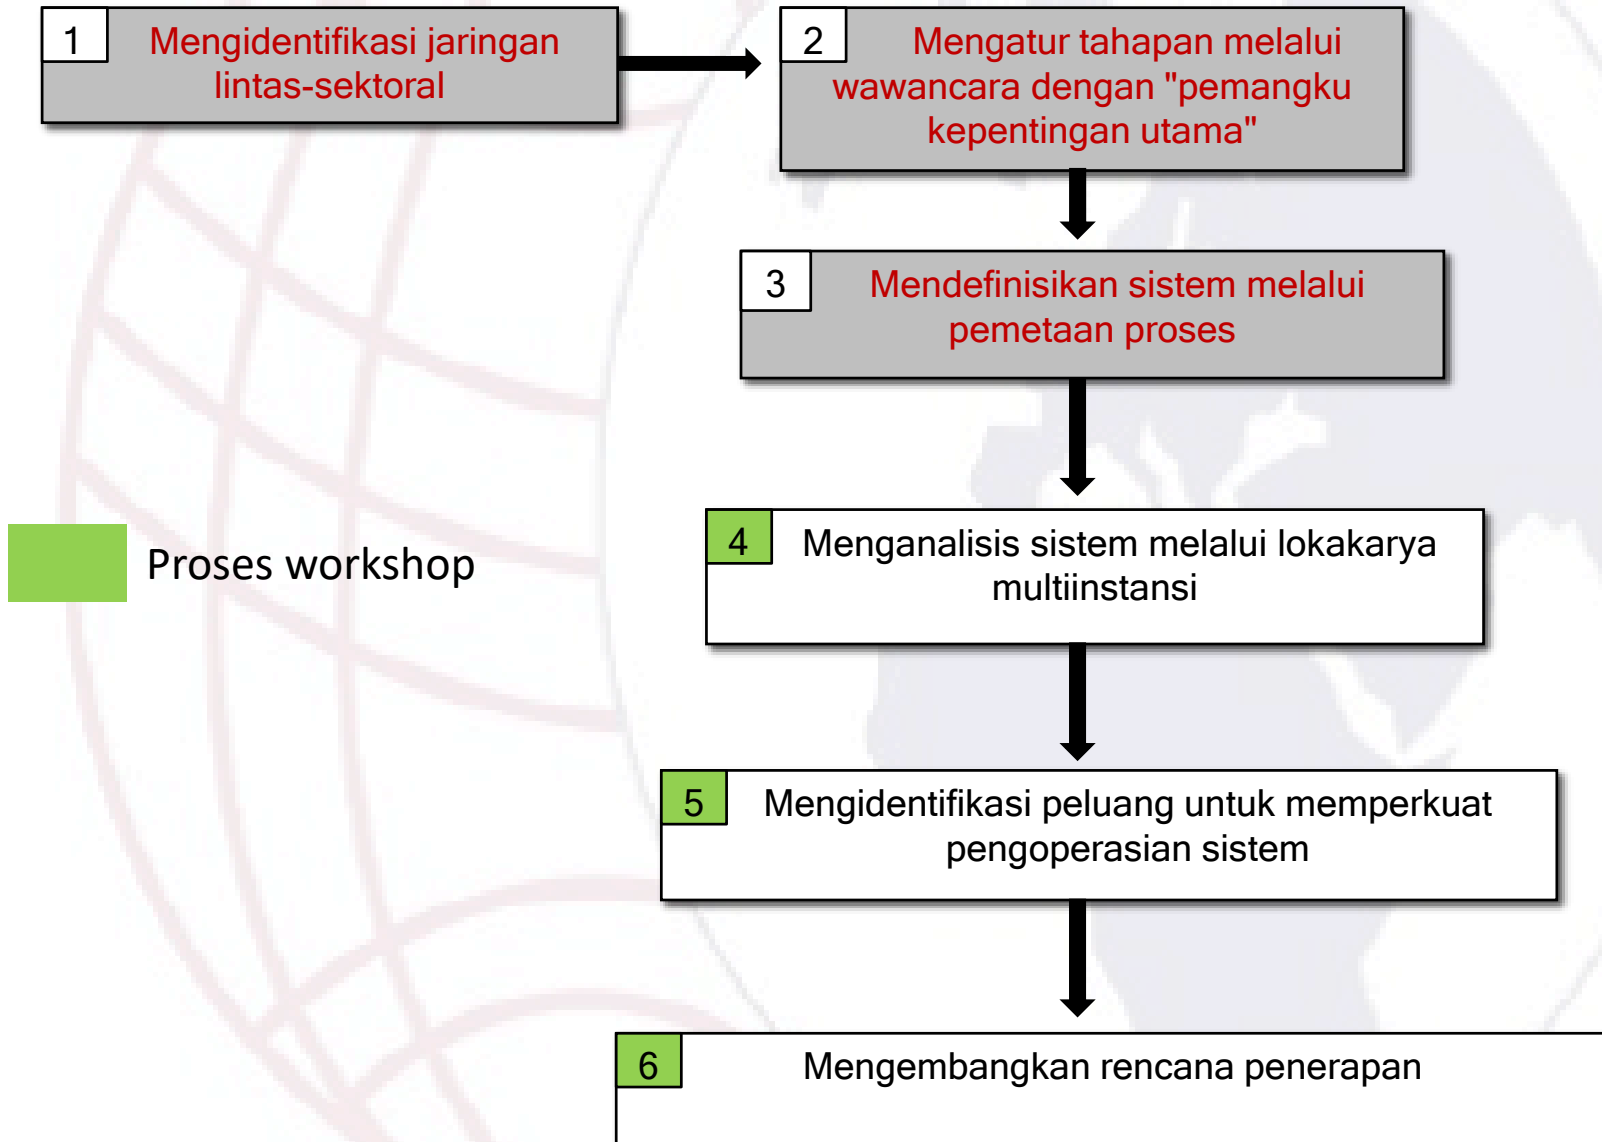 1
Mengidentifikasi jaringan
lintas-sektoral
2
Mengatur tahapan melalui
wawancara dengan "pemangku
kepentingan utama"
3
Mendefinisikan sistem melalui
pemetaan proses
4
Menganalisis sistem melalui lokakarya
multiinstansi
Proses workshop
5
Mengidentifikasi peluang untuk memperkuat
pengoperasian sistem
6
Mengembangkan rencana penerapan